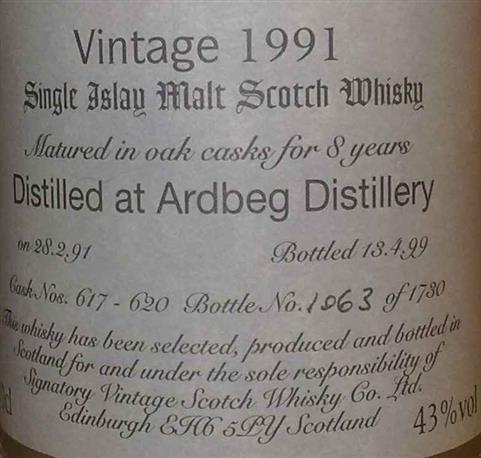 Vintage 1991
Single Islay Malt Scotch Whisky
Matured in oak casks for 8 years
Distilled at Ardbeg Distillery
on 28.2.91 Bottled 13.4.99
Cask Nos. 617 - 620 Bottle No. 1063 of 1780
This whisky has been selected, produced and bottled in
Scotland for and under the sole responsibility of
Signatory Vintage Scotch Whisky Co. Ltd.
Edinburgh EH6 5PY Scotland
43%vol